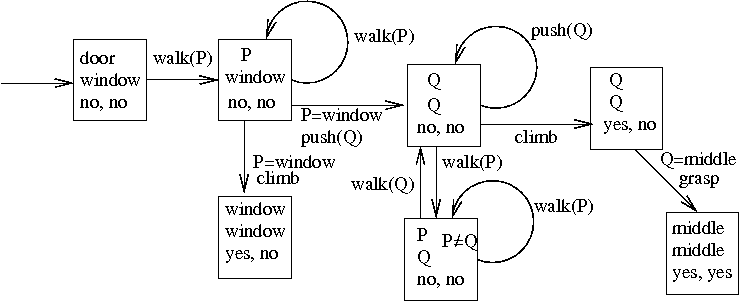 door
window
no, no
walk(P)
P
window
no, no
walk(P)
P=window
push(Q)
P=window
climb
window
window
yes, no
Q
Q
no, no
push(Q)
climb
walk(Q)
walk(P)
P P≠Q
Q
no, no
walk(P)
Q
Q
yes, no
Q=middle
grasp
middle
middle
yes, yes